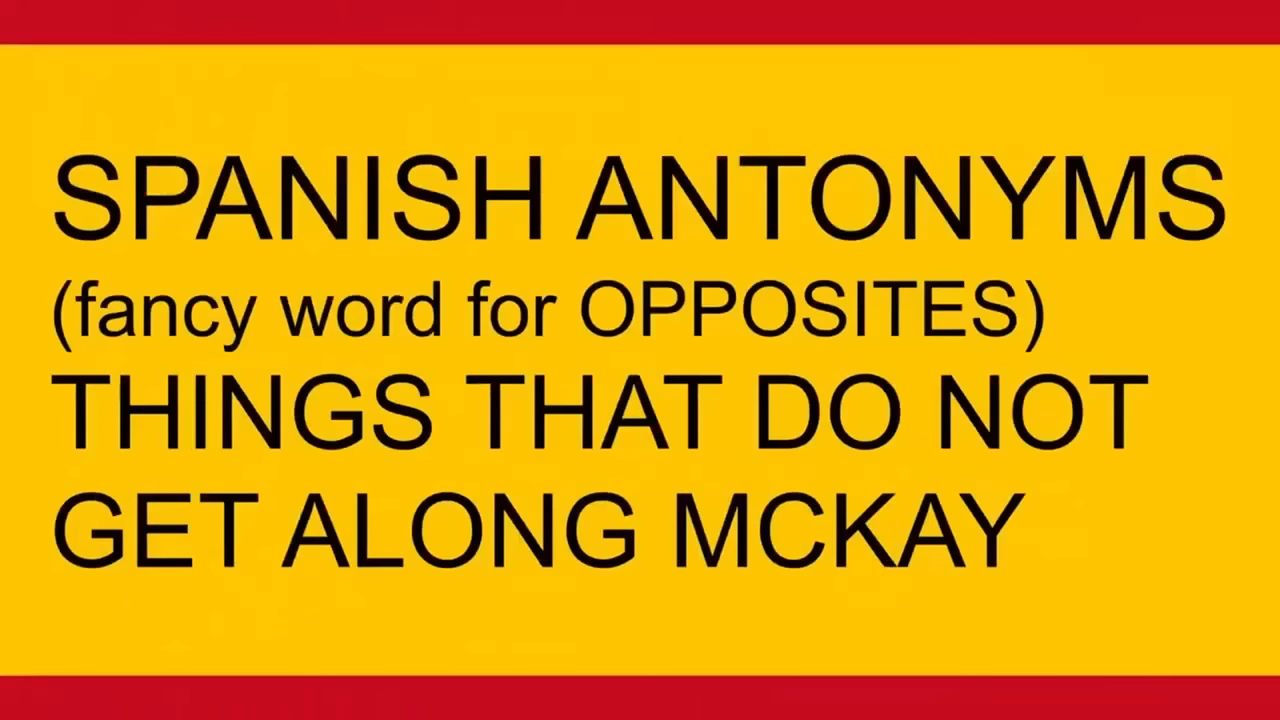 SPANISH ANTONYMS
(fancy word for OPPOSITES)
THINGS THAT DO NOT
GET ALONG MCKAY